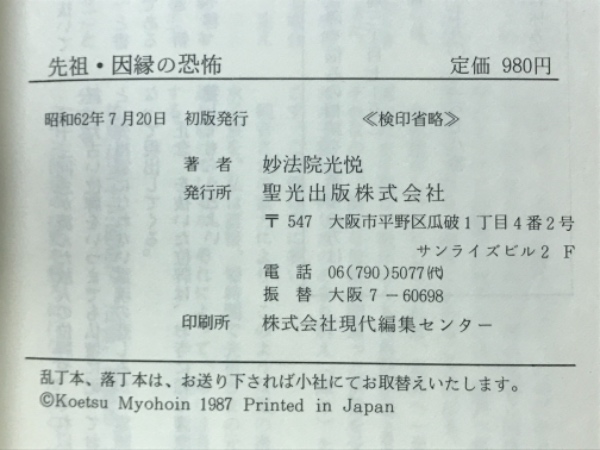 先祖・因縁の恐怖 定価 980円
昭和62年7月20日 初版発行 ≪検印省略≫
著者 妙法院光悦
発行所 聖光出版株式会社
〒547 大阪市平野区瓜破1丁目4番2号
サンライズビル2F
電話 06(790)5077㈹
振替 大阪7－60698
印刷所 株式会社現代編集センター
乱丁本、落丁本は、お送り下されば小社にてお取替えいたします。
©Koetsu Myohoin 1987 Printed in Japan